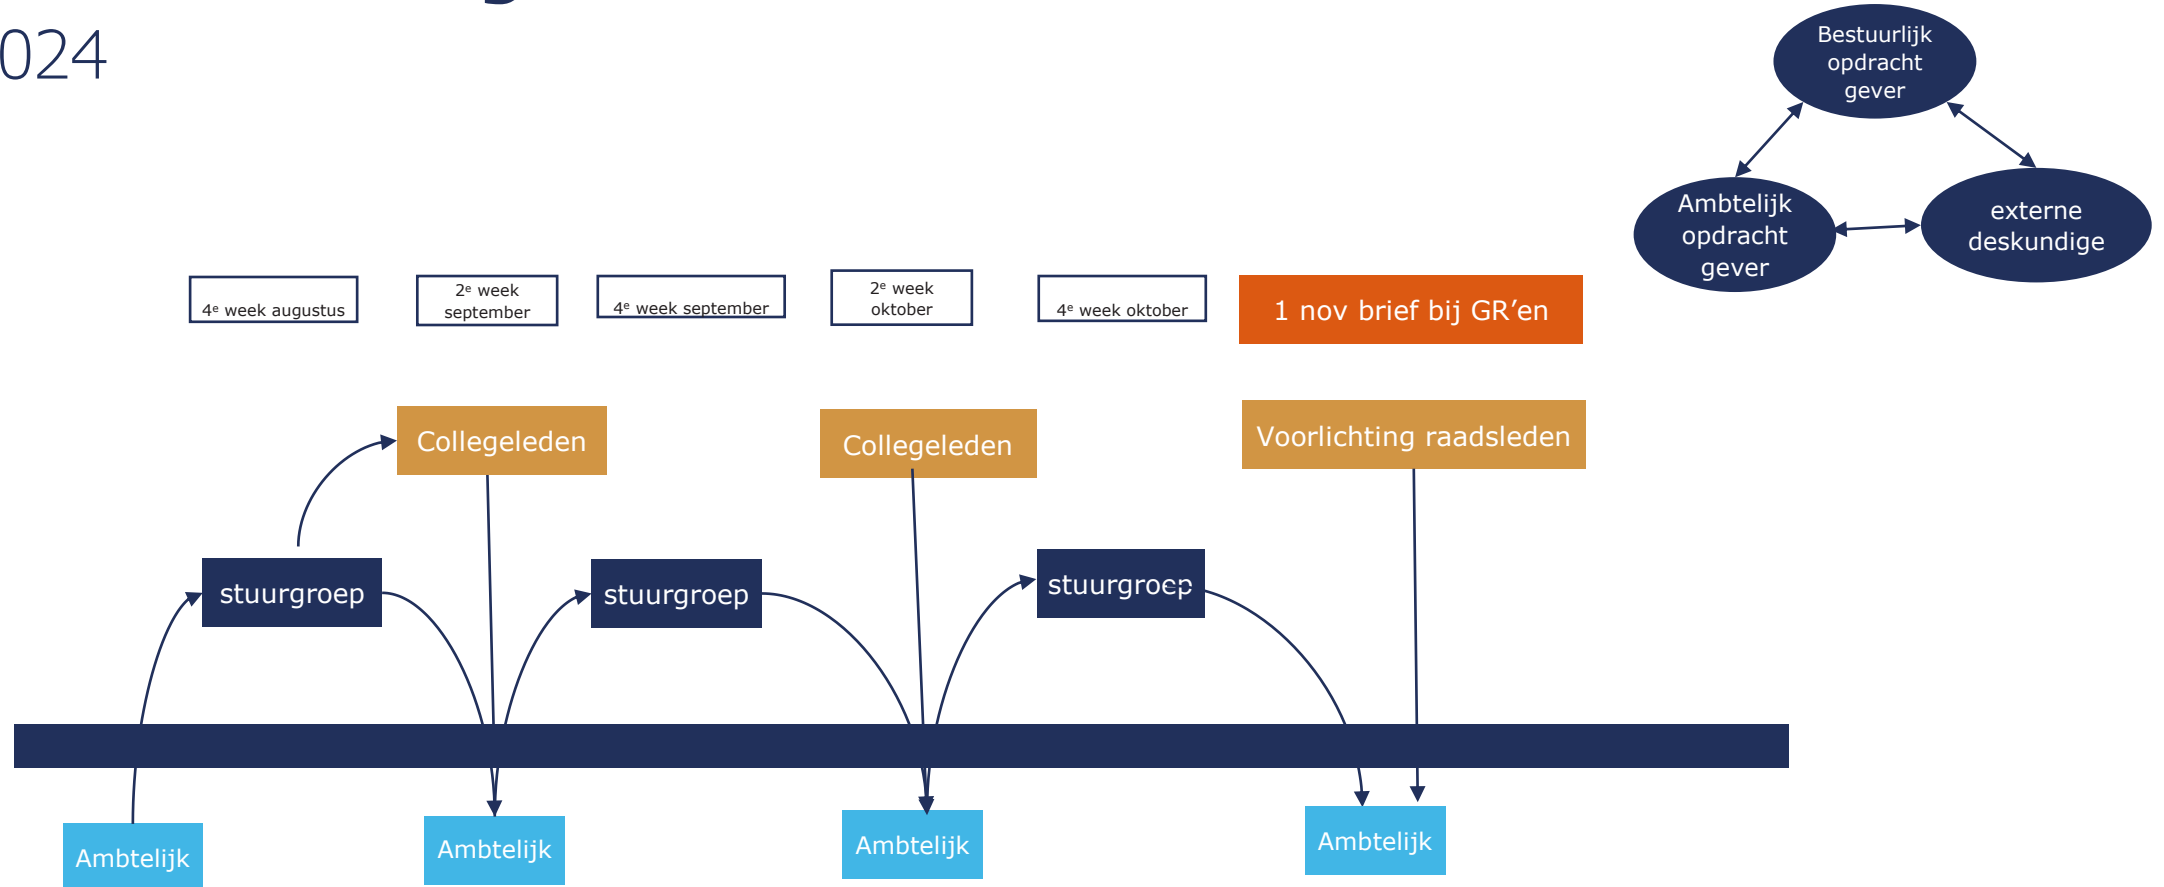 024
Bestuurlijk
opdracht
gever
Ambtelijk
opdracht
gever
externe
deskundige
4e week augustus
2e week
september
4e week september
2e week
oktober
4e week oktober
1 nov brief bij GR’en
Collegeleden
Collegeleden
Voorlichting raadsleden
stuurgroep
stuurgroep
stuurgroep
Ambtelijk
Ambtelijk
Ambtelijk
Ambtelijk